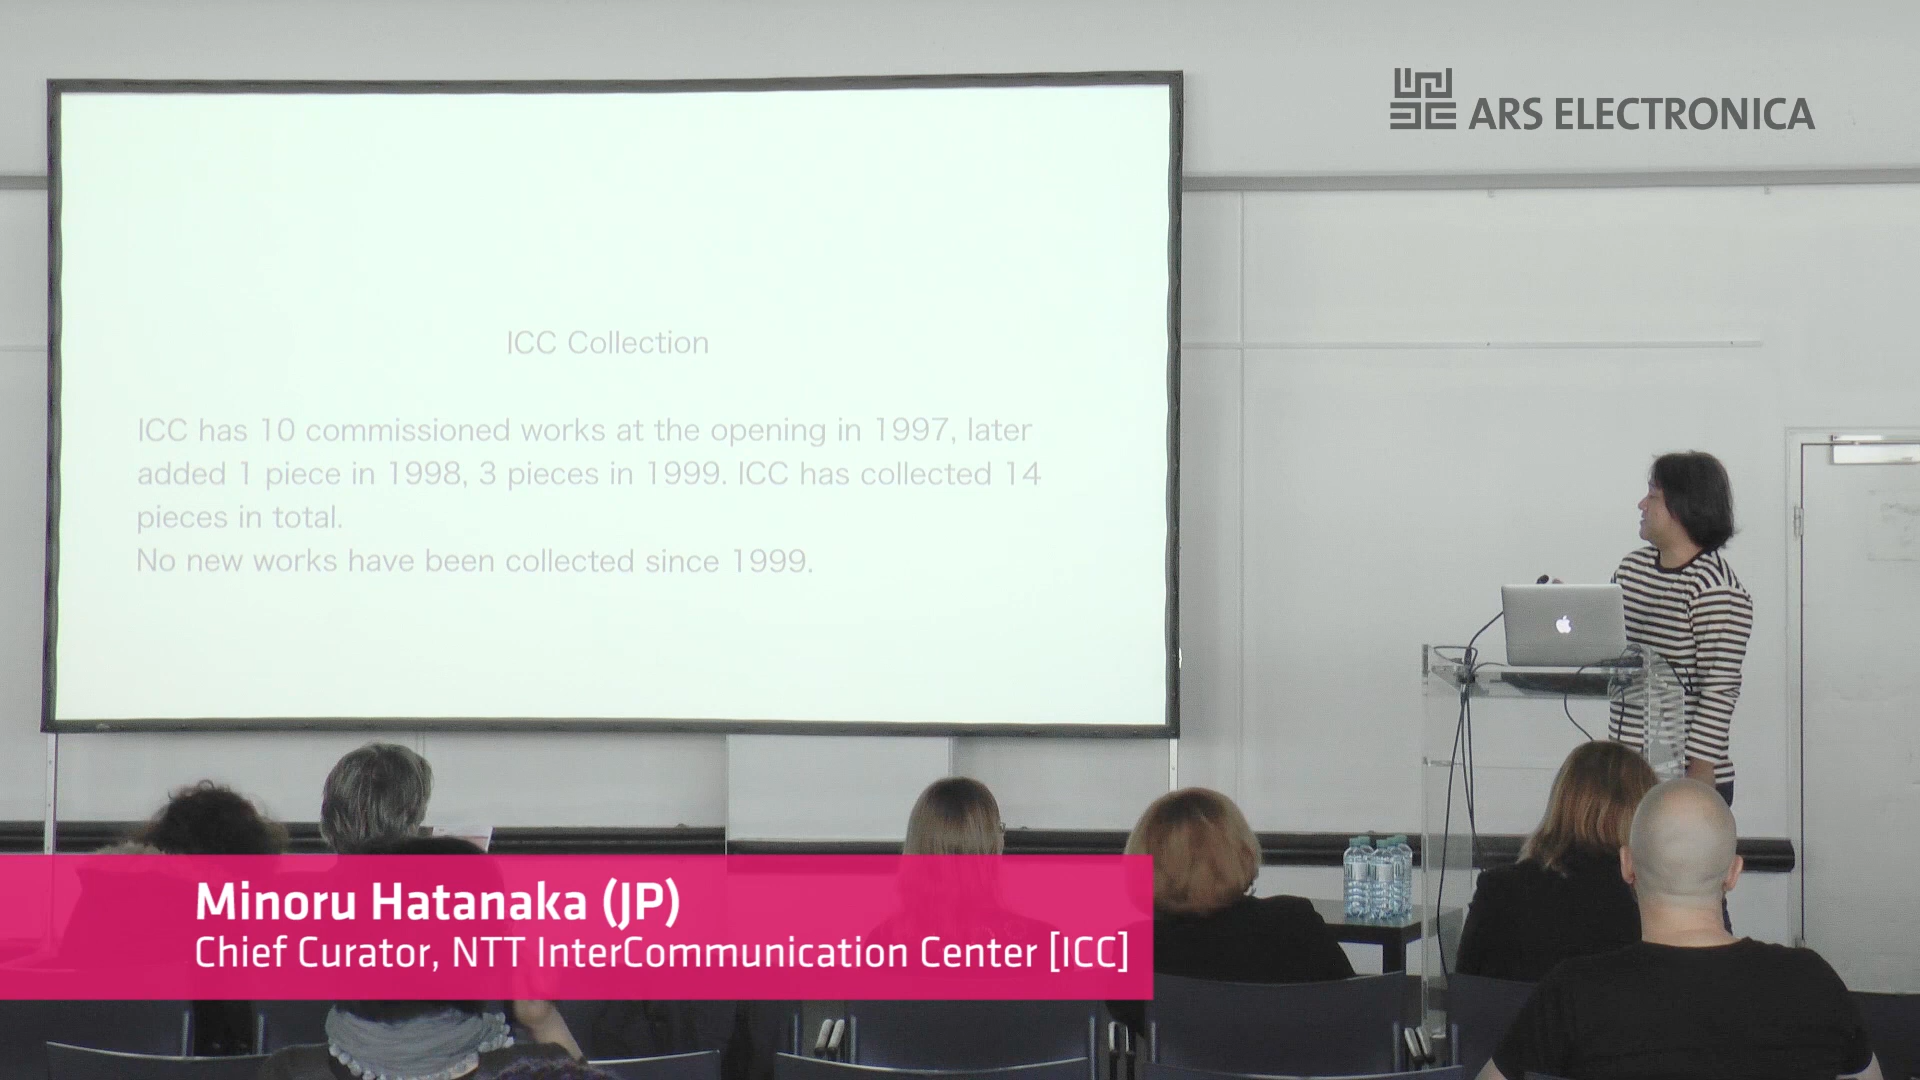 ARS ELECTRONICA
ICC Collection
ICC has 10 commissioned works at the opening in 1997, later
added 1 piece in 1998, 3 pieces in 1999. ICC has collected 14
pieces in total.
No new works have been collected since 1999.
Minoru Hatanaka (JP)
Chief Curator, NTT InterCommunication Center [ICC]